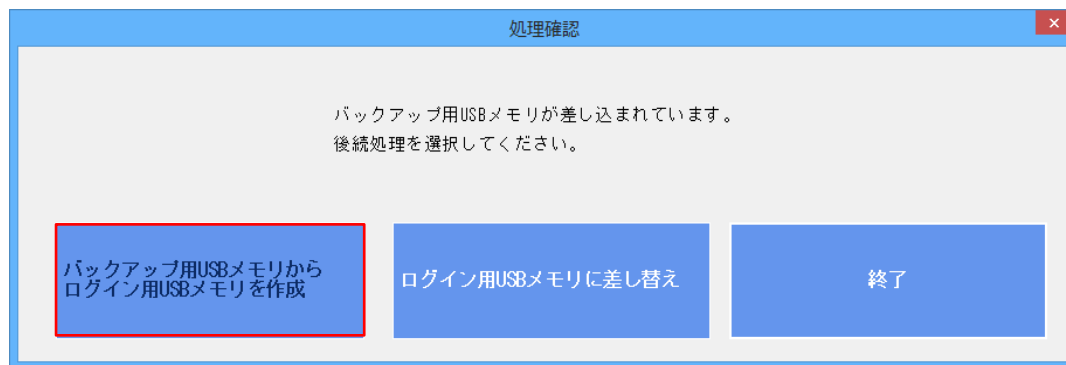 処理確認
×
バックアップ用USBメモリが差し込まれています。
後続処理を選択してください。
バックアップ用USBメモリから
ログイン用USBメモリを作成
ログイン用USBメモリに差し替え
終了